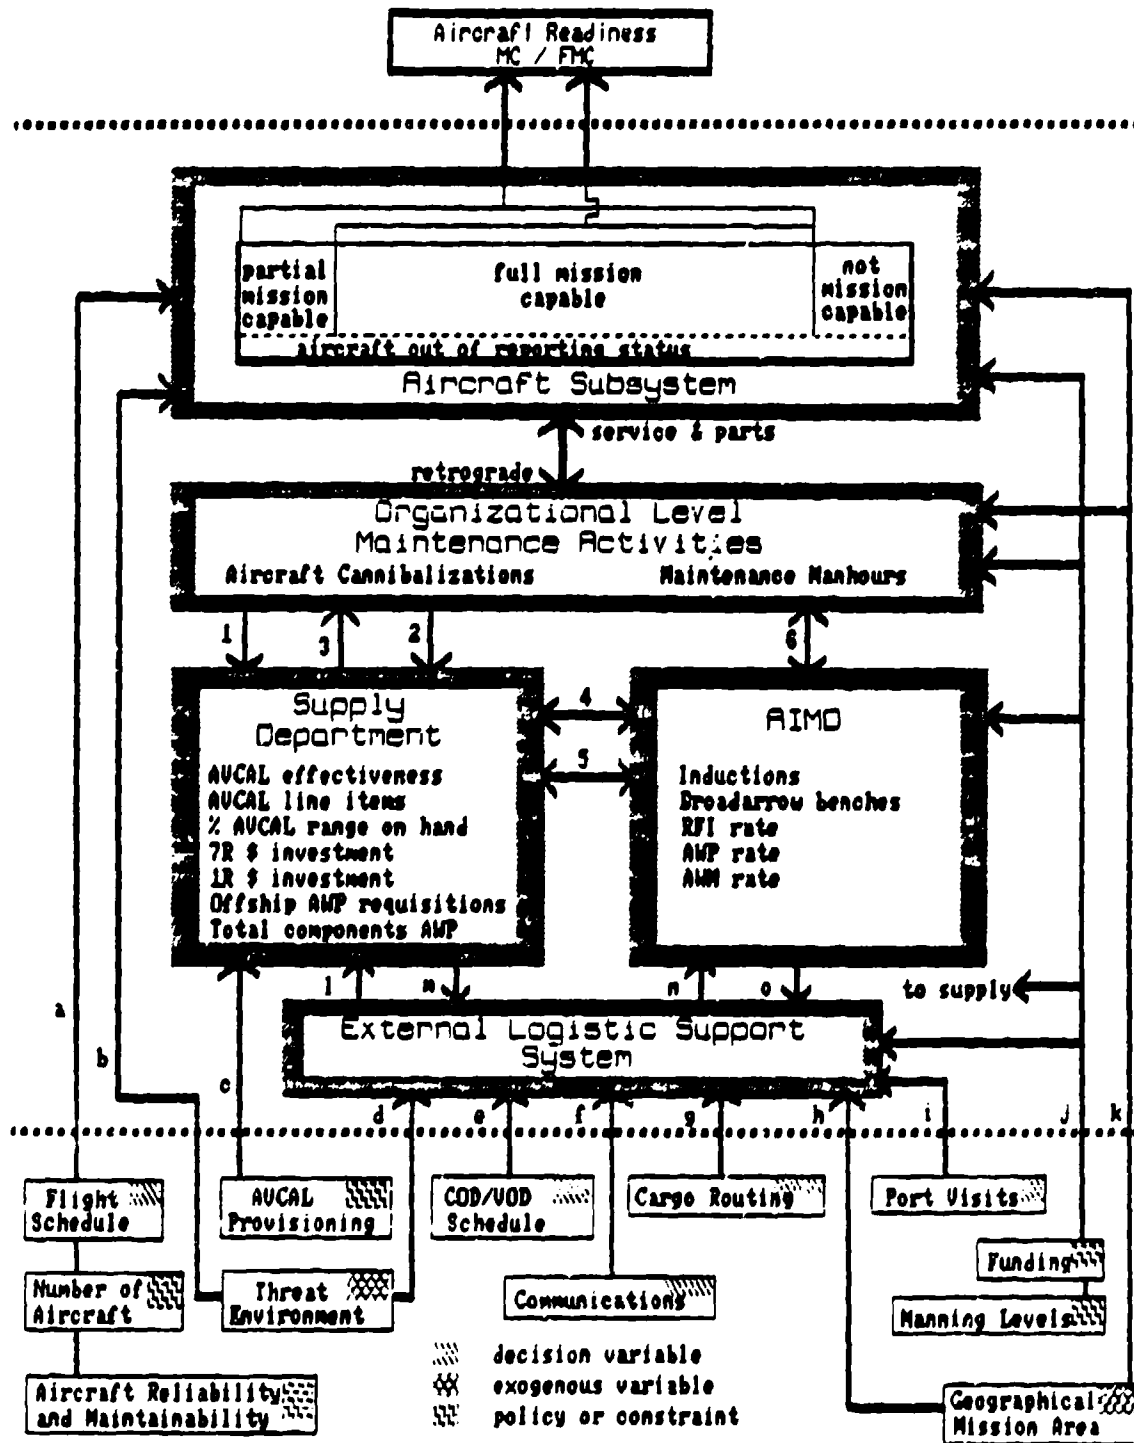 Aircraft Readiness
MC / FMC
partial
mission
capable
full mission
capable
not
mission
capable
aircraft out of reporting status
Aircraft Subsystem
service & parts
retrograde
Organizational Level
Maintenance Activities
Aircraft Cannibalizations
Maintenance Manhours
1
3
2
6
Supply
Department
AVCAL effectiveness
AVCAL line items
% AVCAL range on hand
7R $ investment
1R $ investment
Offship AWP requisitions
Total components AWP
4
5
AIMD
Inductions
Broadarrow benches
RFI rate
AWP rate
AWM rate
l
m
n
o
to supply
External Logistic Support
System
a
b
c
d
e
f
g
h
i
j
k
Flight
Schedule
AVCAL
Provisioning
COD/VOD
Schedule
Cargo Routing
Port Visits
Number of
Aircraft
Threat
Environment
Communications
Funding
Manning Levels
Aircraft Reliability
and Maintainability
decision variable
exogenous variable
policy or constraint
Geographical
Mission Area